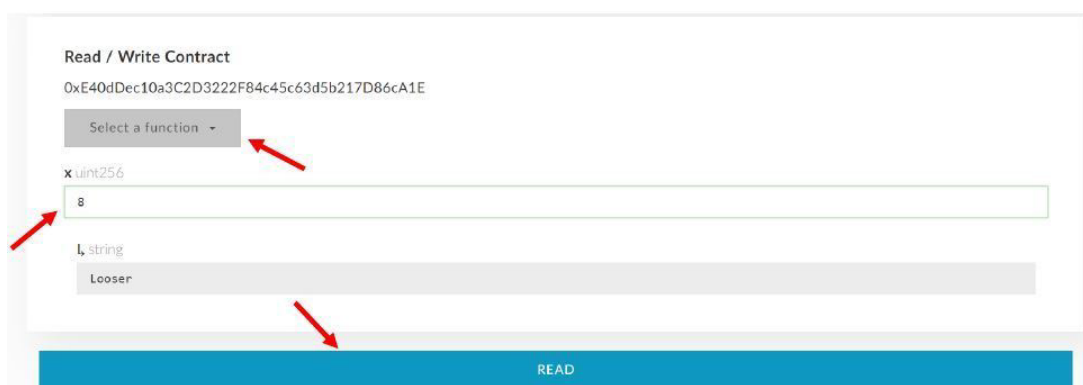 Read / Write Contract
0xE40dDec10a3C2D3222F84c45c63d5b217D86cA1E
Select a function
x uint256
8
↳ string
Looser
READ